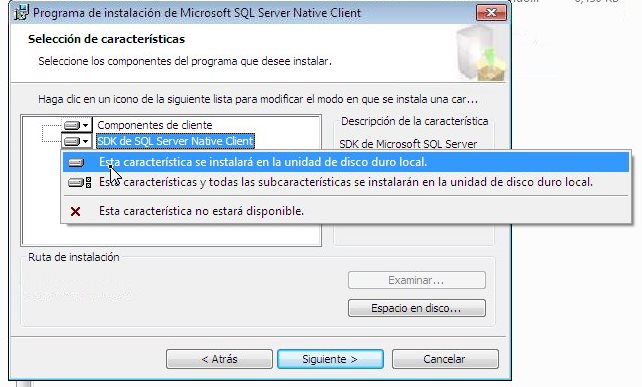 Programa de instalación de Microsoft SQL Server Native Client
Selección de características
Seleccione los componentes del programa que desee instalar.
Haga clic en un icono de la siguiente lista para modificar el modo en que se instala una car...
Componentes de cliente
Descripción de la característica
SDK de SQL Server Native Client
SDK de Microsoft SQL Server
Esta característica se instalará en la unidad de disco duro local.
características y todas las subcaracterísticas se instalarán en la unidad de disco duro local.
Esta característica no estará disponible.
Ruta de instalación
Examinar...
Espacio en disco...
< Atrás
Siguiente >
Cancelar